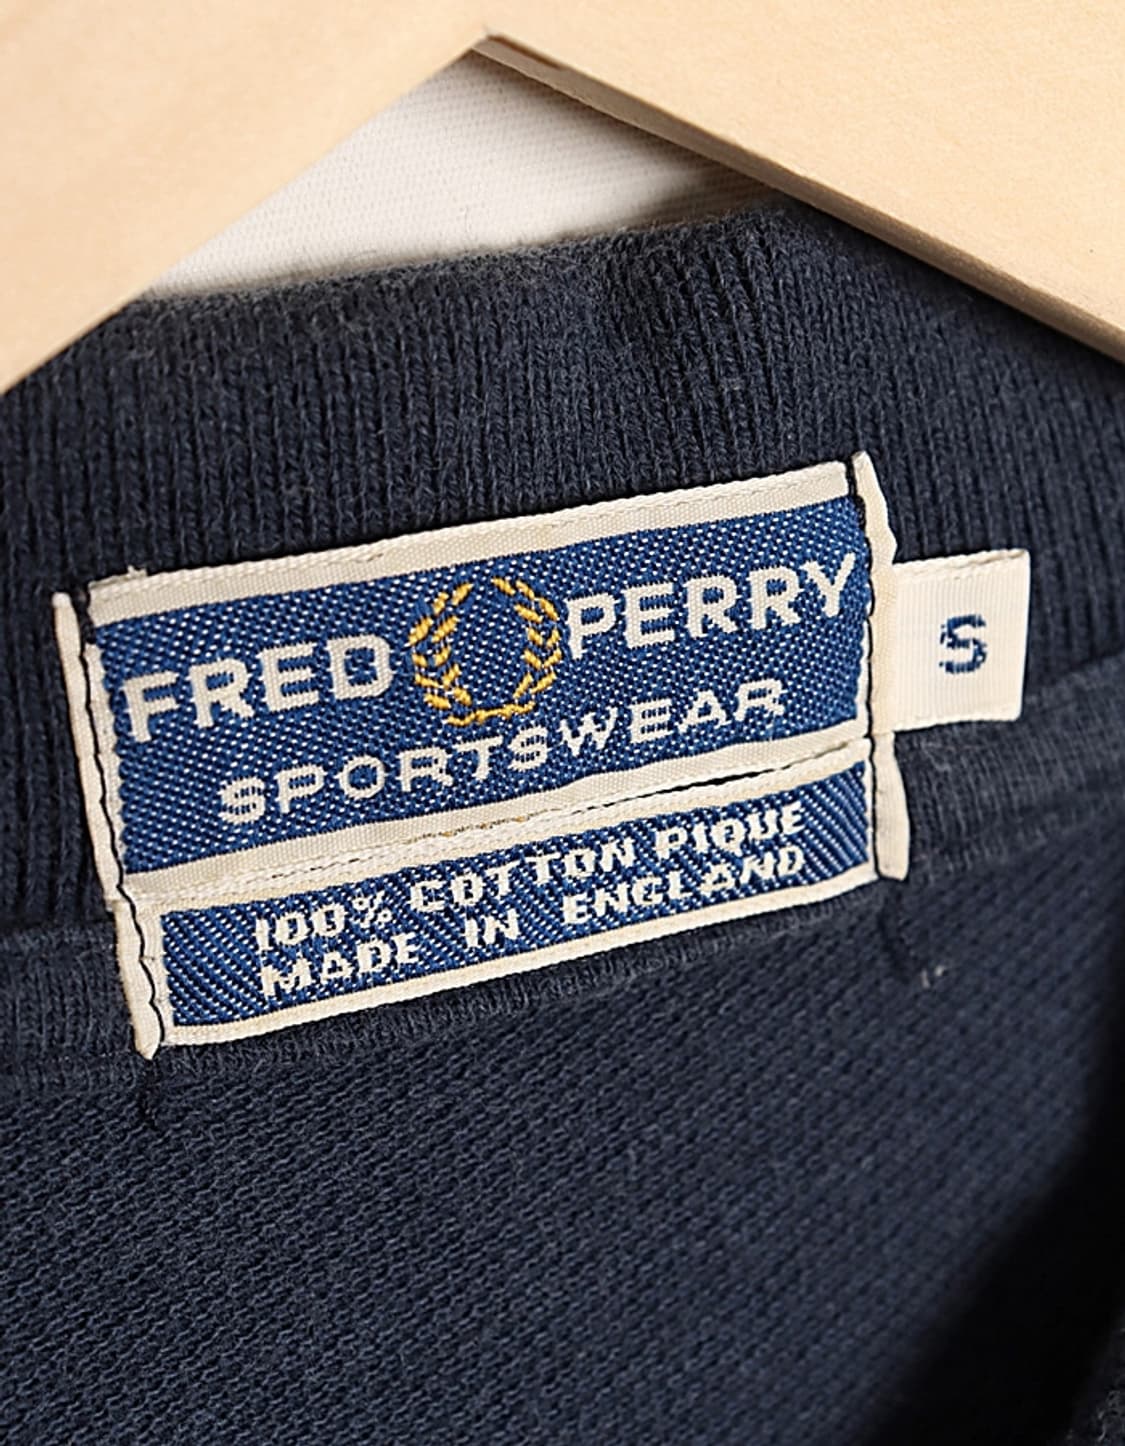 FRED PERRY
SPORTSWEAR
S
100% COTTON PIQUE
MADE IN ENGLAND